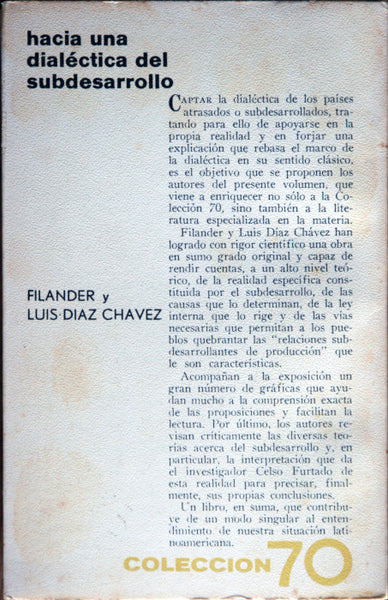 hacia una
dialéctica del
subdesarrollo
CAPTAR la dialéctica de los países
atrasados o subdesarrollados, tra-
tando para ello de apoyarse en la
propia realidad y en forjar una
explicación que rebasa el marco de
la dialéctica en su sentido clásico,
es el objetivo que se proponen los
autores del presente volumen, que
viene a enriquecer no sólo a la Co-
lección 70, sino también a la lite-
ratura especializada en la materia.
Filander y Luis Díaz Chávez han
logrado con rigor científico una obra
en sumo grado original y capaz de
rendir cuentas, a un alto nivel teó-
rico, de la realidad específica cons-
tituida por el subdesarrollo, de las
causas que lo determinan, de la ley
interna que lo rige y de las vías
necesarias que permitan a los pue-
blos quebrantar las "relaciones sub-
desarrollantes de producción" que
le son características.
Acompañan a la exposición un
gran número de gráficas que ayu-
dan mucho a la comprensión exacta
de las proposiciones y facilitan la
lectura. Por último, los autores re-
visan críticamente las diversas teo-
rías acerca del subdesarrollo y, en
particular, la interpretación que da
el investigador Celso Furtado de
esta realidad para precisar, final-
mente, sus propias conclusiones.
Un libro, en suma, que contribu-
ye de un modo singular al enten-
dimiento de nuestra situación lati-
noamericana.
FILANDER y
LUIS·DIAZ CHAVEZ
COLECCION 70